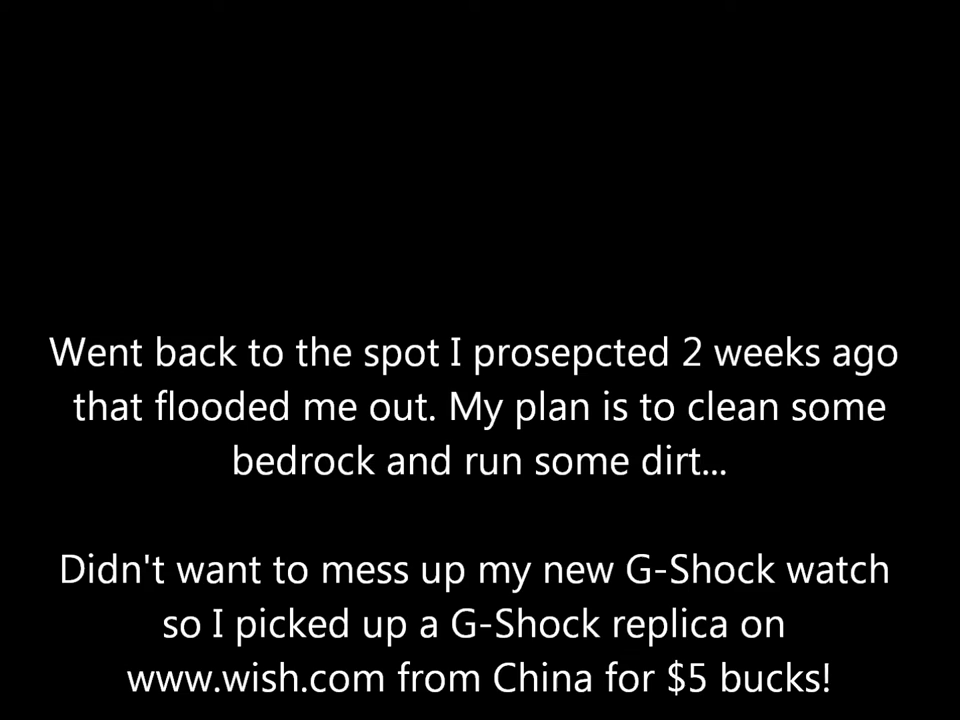 Went back to the spot I prosepcted 2 weeks ago
that flooded me out. My plan is to clean some
bedrock and run some dirt...
Didn't want to mess up my new G-Shock watch
so I picked up a G-Shock replica on
www.wish.com from China for $5 bucks!